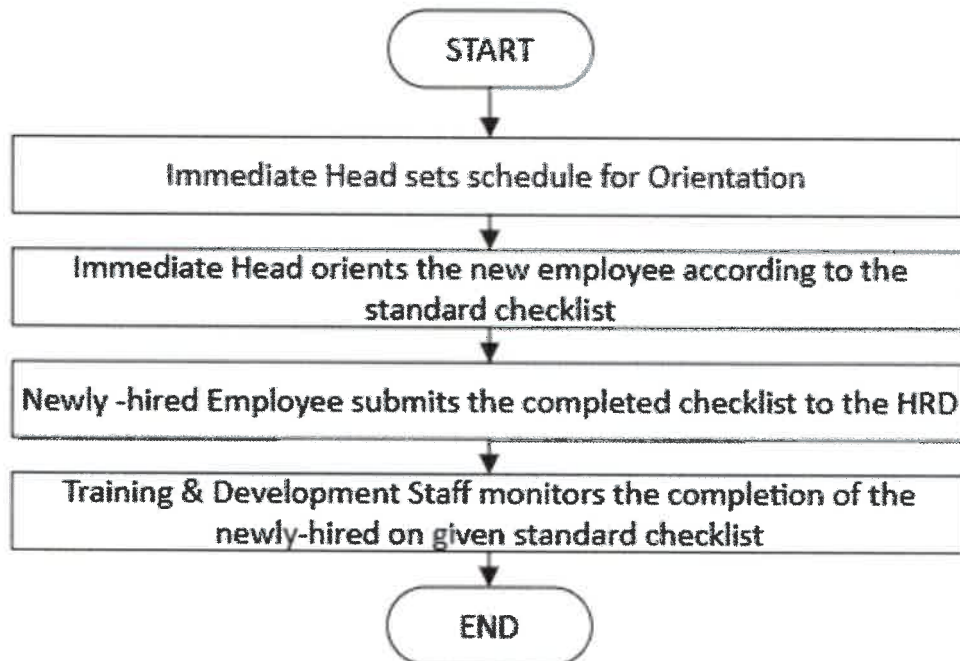 START
Immediate Head sets schedule for Orientation
Immediate Head orients the new employee according to the
standard checklist
Newly -hired Employee submits the completed checklist to the HRD
Training & Development Staff monitors the completion of the
newly-hired on given standard checklist
END